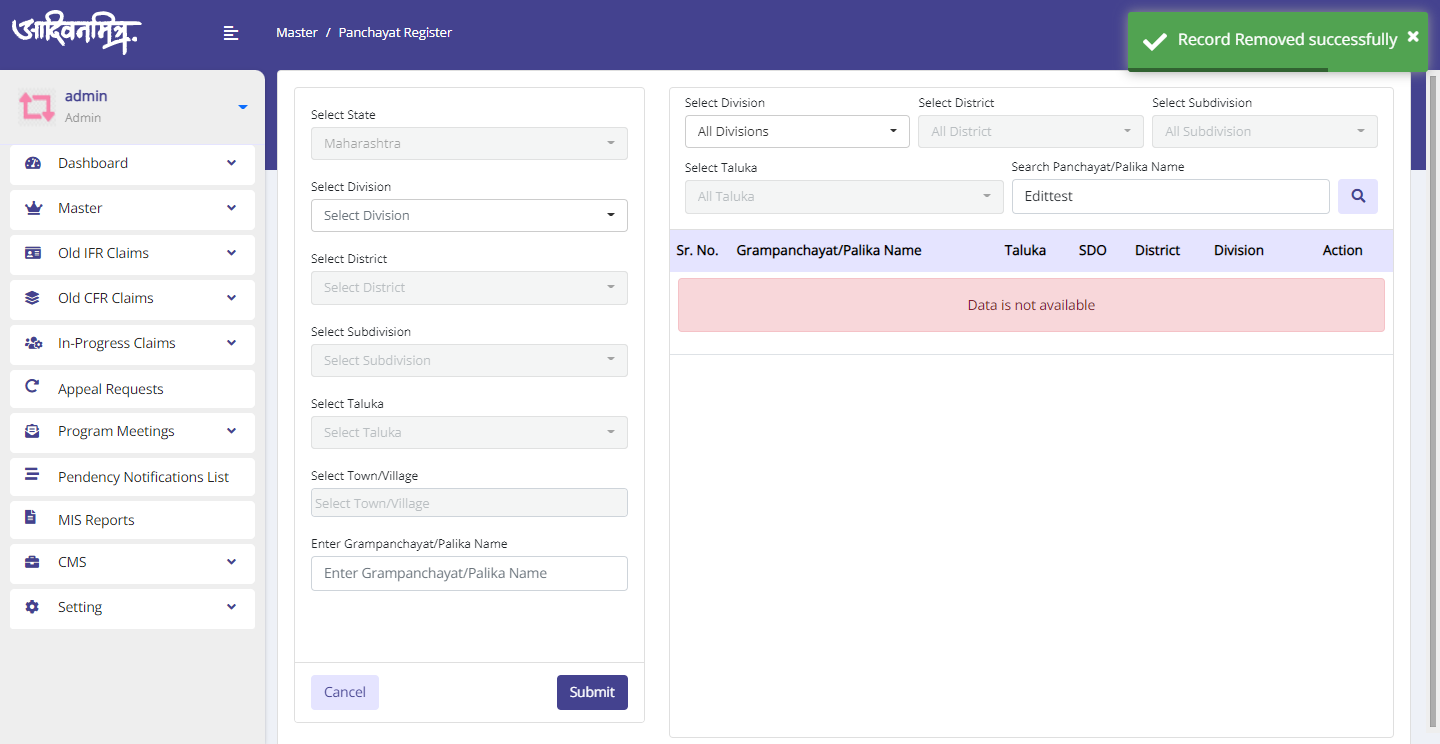 आदिवनमित्र
Master / Panchayat Register
Record Removed successfully
admin
Admin
Dashboard
Master
Old IFR Claims
Old CFR Claims
In-Progress Claims
Appeal Requests
Program Meetings
Pendency Notifications List
MIS Reports
CMS
Setting
Select State
Maharashtra
Select Division
Select Division
Select District
Select District
Select Subdivision
Select Subdivision
Select Taluka
Select Taluka
Select Town/Village
Select Town/Village
Enter Grampanchayat/Palika Name
Enter Grampanchayat/Palika Name
Cancel Submit
Select Division Select District Select Subdivision
All Divisions All District All Subdivision
Select Taluka Search Panchayat/Palika Name
All Taluka Edittest
Sr. No. Grampanchayat/Palika Name Taluka SDO District Division Action
Data is not available